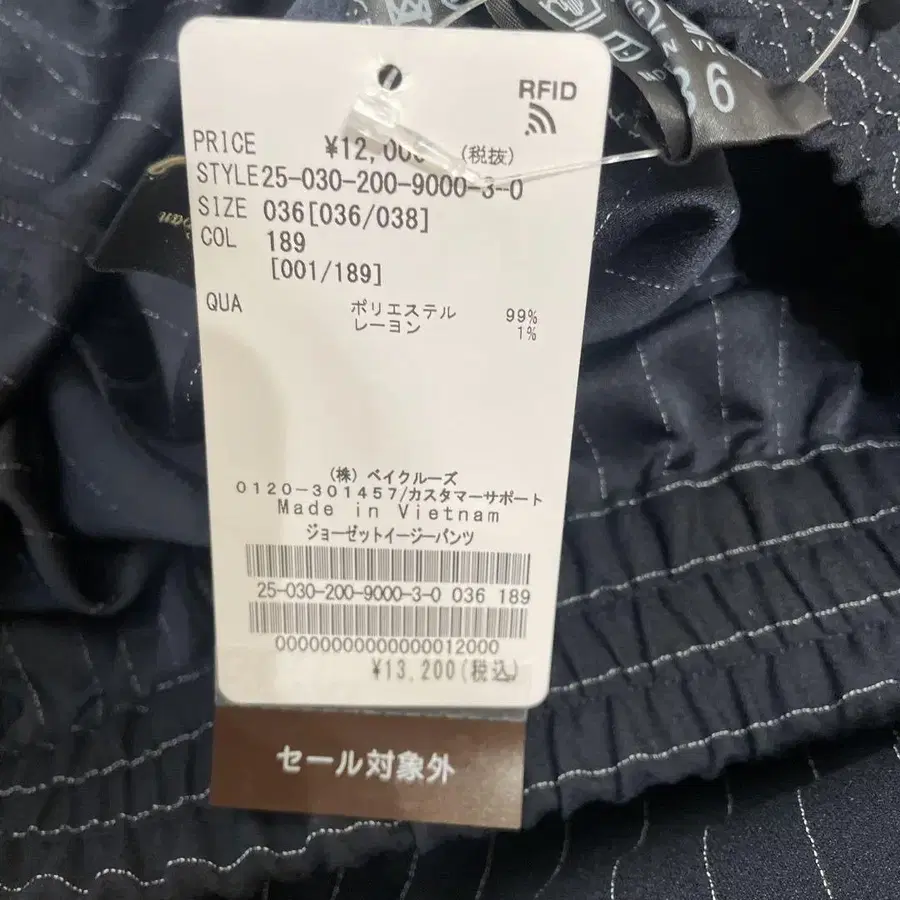 RFID
PRICE ¥12,000 (税抜)
STYLE 25-030-200-9000-3-0
SIZE 036[036/038]
COL 189
[001/189]
QUA ポリエステル 99%
レーヨン 1%
(株) ベイクルーズ
0120-301457/カスタマーサポート
Made in Vietnam
ジョーゼットイージーパンツ
25-030-200-9000-3-0 036 189
00000000000000012000
¥13,200(税込)
セール対象外
36